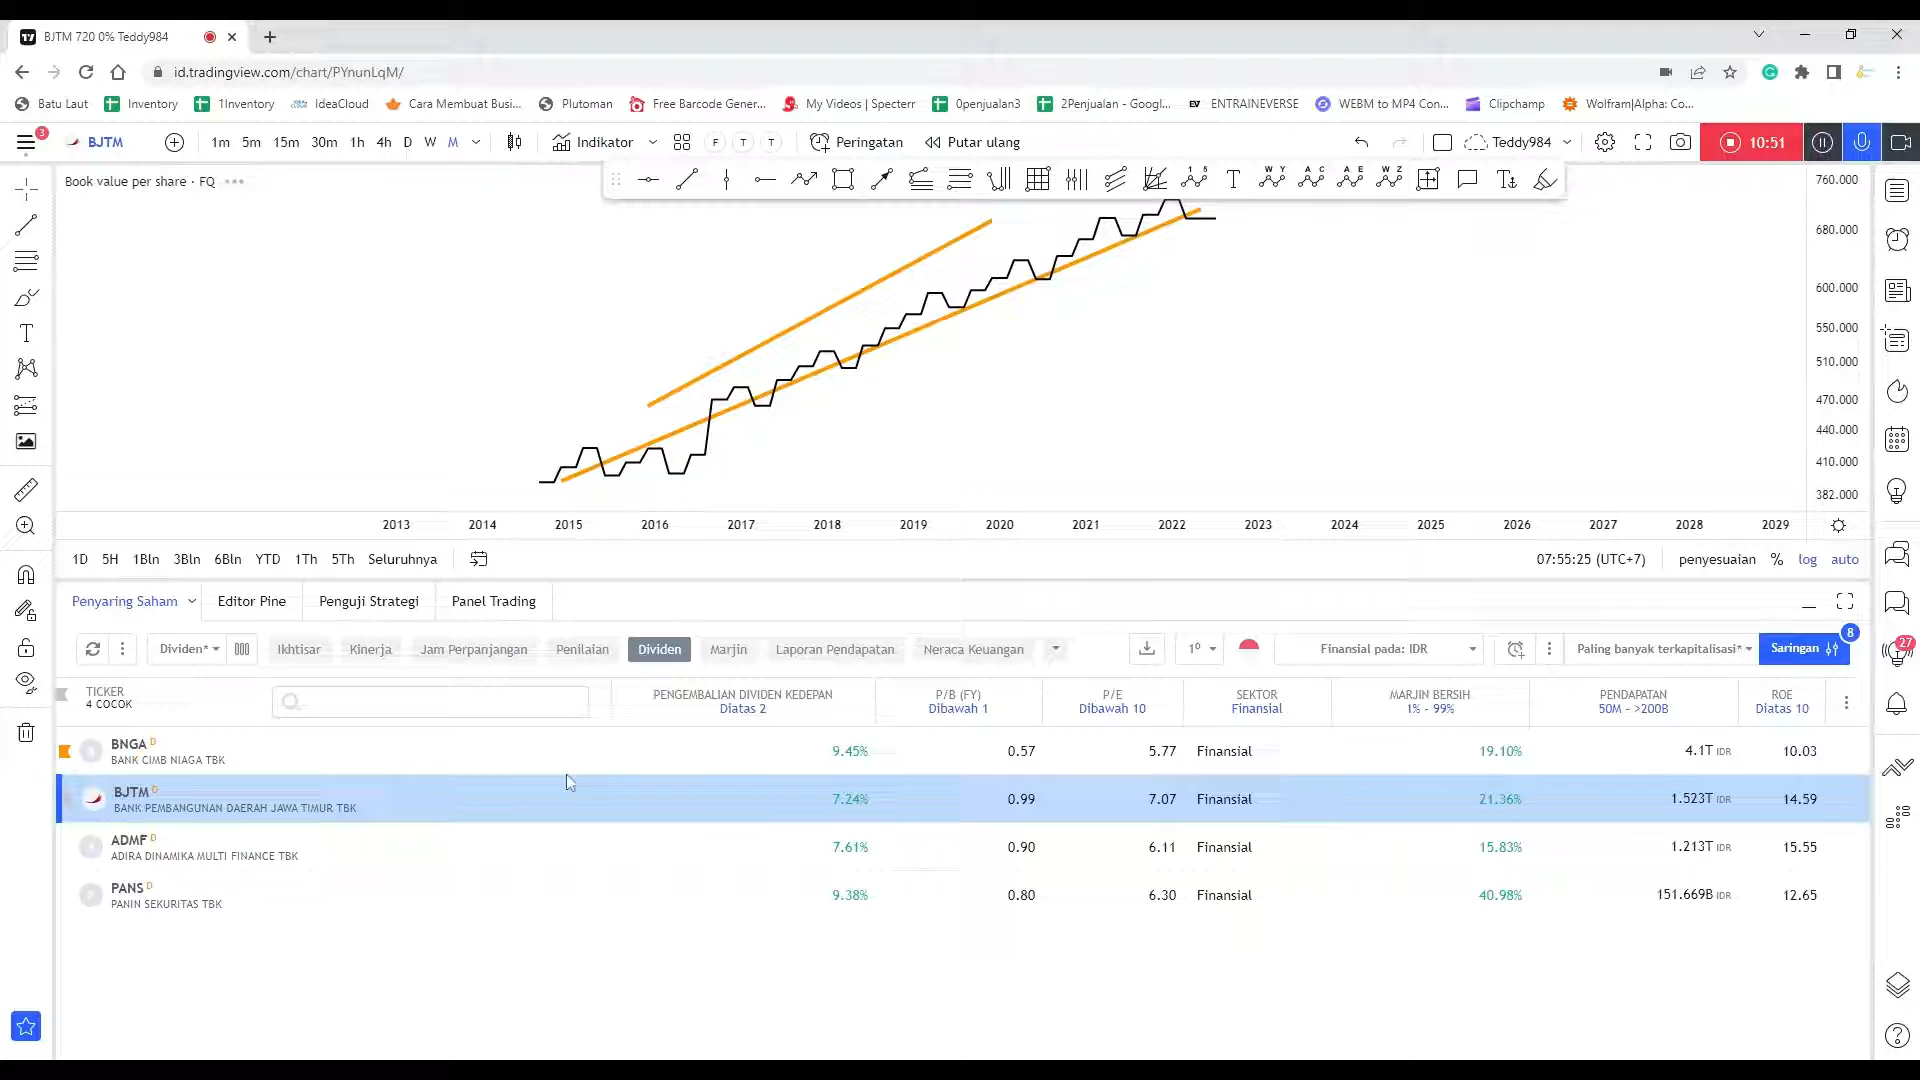 BJTM 720 0% Teddy984
id.tradingview.com/chart/PYnunLqM/
Batu Laut Inventory 1Inventory IdeaCloud Cara Membuat Busi... Plutoman Free Barcode Gener... My Videos | Specterr 0penjualan3 2Penjualan - Googl... EV ENTRAINEVERSE WEBM to MP4 Con... Clipchamp Wolfram|Alpha: Co...
3 BJTM 1m 5m 15m 30m 1h 4h D W M Indikator F T T Peringatan Putar ulang Teddy984 10:51
Book value per share · FQ
760.000
680.000
600.000
550.000
510.000
470.000
440.000
410.000
382.000
2013 2014 2015 2016 2017 2018 2019 2020 2021 2022 2023 2024 2025 2026 2027 2028 2029
1D 5H 1Bln 3Bln 6Bln YTD 1Th 5Th Seluruhnya 07:55:25 (UTC+7) penyesuaian % log auto
Penyaring Saham Editor Pine Penguji Strategi Panel Trading
Dividen* Ikhtisar Kinerja Jam Perpanjangan Penilaian Dividen Marjin Laporan Pendapatan Neraca Keuangan Finansial pada: IDR Paling banyak terkapitalisasi* Saringan 8
27
TICKER PENGEMBALIAN DIVIDEN KEDEPAN P/B (FY) P/E SEKTOR MARJIN BERSIH PENDAPATAN ROE
4 COCOK Diatas 2 Dibawah 1 Dibawah 10 Finansial 1% - 99% 50M - >200B Diatas 10
BNGA D 9.45% 0.57 5.77 Finansial 19.10% 4.1T IDR 10.03
BANK CIMB NIAGA TBK
BJTM D 7.24% 0.99 7.07 Finansial 21.36% 1.523T IDR 14.59
BANK PEMBANGUNAN DAERAH JAWA TIMUR TBK
ADMF D 7.61% 0.90 6.11 Finansial 15.83% 1.213T IDR 15.55
ADIRA DINAMIKA MULTI FINANCE TBK
PANS D 9.38% 0.80 6.30 Finansial 40.98% 151.669B IDR 12.65
PANIN SEKURITAS TBK